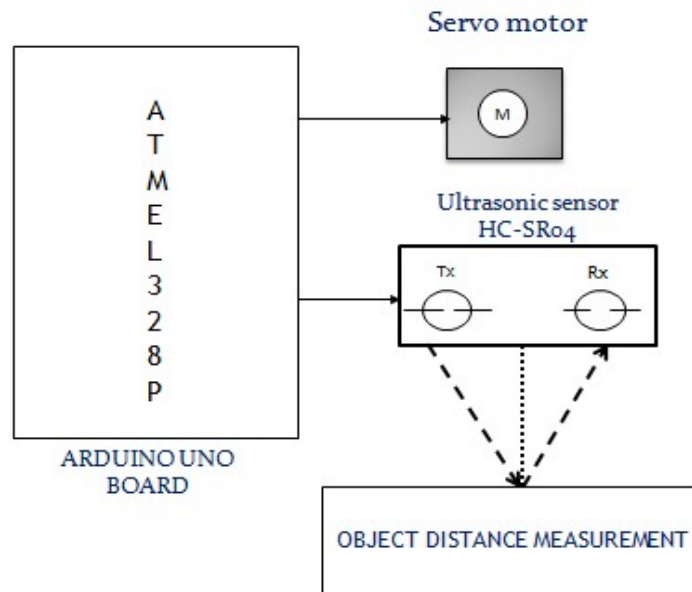 Servo motor
M
A
T
M
E
L
3
2
8
P
ARDUINO UNO
BOARD
Ultrasonic sensor
HC-SR04
Tx Rx
OBJECT DISTANCE MEASUREMENT